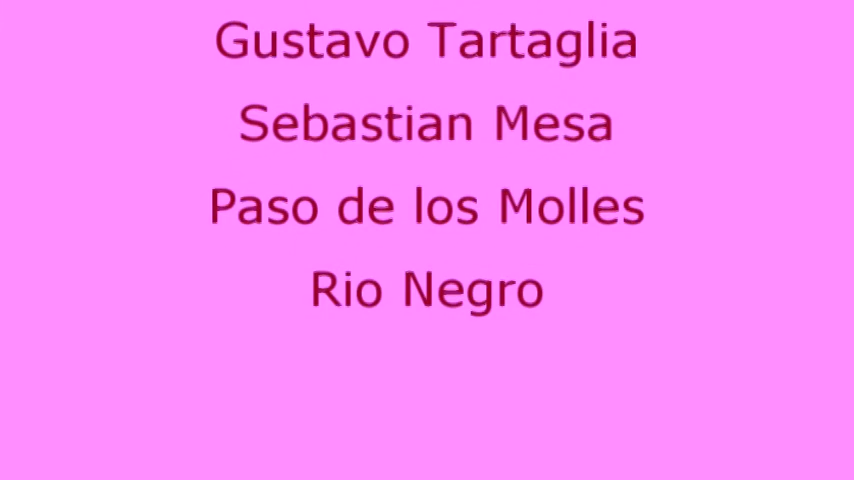 Gustavo Tartaglia
Sebastian Mesa
Paso de los Molles
Rio Negro